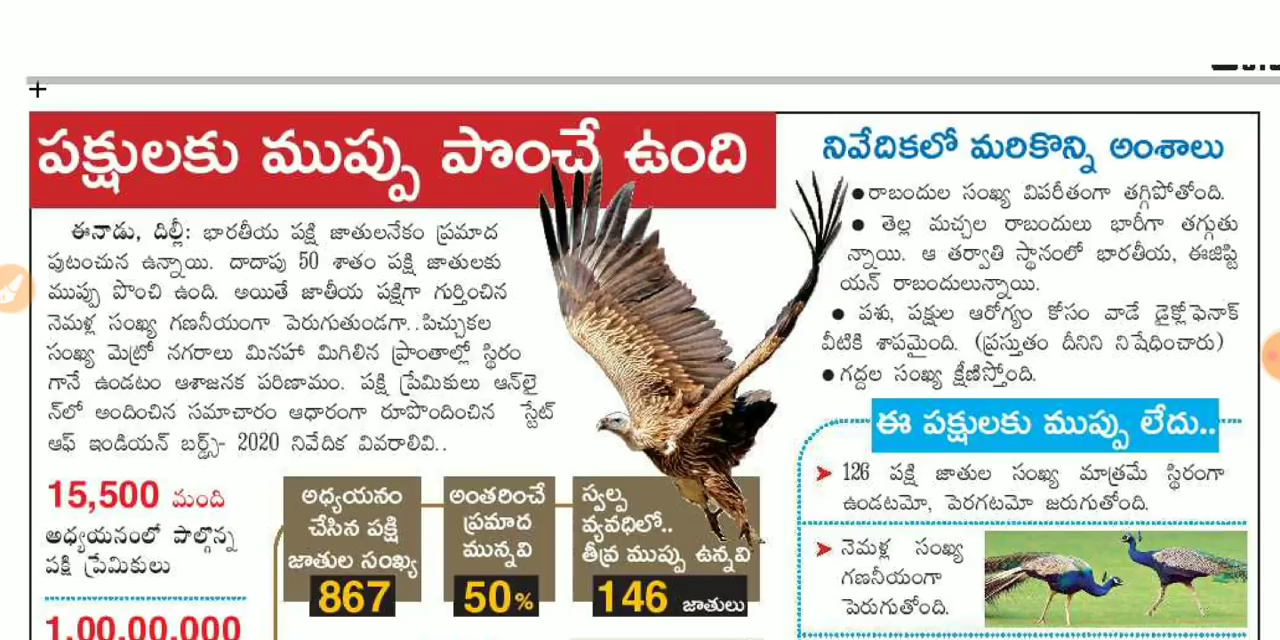 పక్షులకు ముప్పు పొంచే ఉంది
ఈనాడు, దిల్లీ: భారతీయ పక్షి జాతులనేకం ప్రమాద
పుటంచున ఉన్నాయి. దాదాపు 50 శాతం పక్షి జాతులకు
ముప్పు పొంచి ఉంది. అయితే జాతీయ పక్షిగా గుర్తించిన
నెమళ్ల సంఖ్య గణనీయంగా పెరుగుతుండగా..పిచ్చుకల
సంఖ్య మెట్రో నగరాలు మినహా మిగిలిన ప్రాంతాల్లో స్థిరం
గానే ఉండటం ఆశాజనక పరిణామం. పక్షి ప్రేమికులు ఆన్‌లై
న్‌లో అందించిన సమాచారం ఆధారంగా రూపొందించిన స్టేట్
ఆఫ్ ఇండియన్ బర్డ్స్- 2020 నివేదిక వివరాలివి..
15,500 మంది
అధ్యయనంలో పాల్గొన్న
పక్షి ప్రేమికులు
1,00,00,000
అధ్యయనం
చేసిన పక్షి
జాతుల సంఖ్య
867
అంతరించే
ప్రమాద
మున్నవి
50%
స్వల్ప
వ్యవధిలో..
తీవ్ర ముప్పు ఉన్నవి
146 జాతులు
నివేదికలో మరికొన్ని అంశాలు
●రాబందుల సంఖ్య విపరీతంగా తగ్గిపోతోంది.
● తెల్ల మచ్చల రాబందులు భారీగా తగ్గుతు
న్నాయి. ఆ తర్వాతి స్థానంలో భారతీయ, ఈజిప్టి
యన్ రాబందులున్నాయి.
● పశు, పక్షుల ఆరోగ్యం కోసం వాడే డైక్లోఫెనాక్
వీటికి శాపమైంది. (ప్రస్తుతం దీనిని నిషేధించారు)
●గద్దల సంఖ్య క్షీణిస్తోంది.
ఈ పక్షులకు ముప్పు లేదు..
126 పక్షి జాతుల సంఖ్య మాత్రమే స్థిరంగా
ఉండటమో, పెరగటమో జరుగుతోంది.
నెమళ్ల సంఖ్య
గణనీయంగా
పెరుగుతోంది.